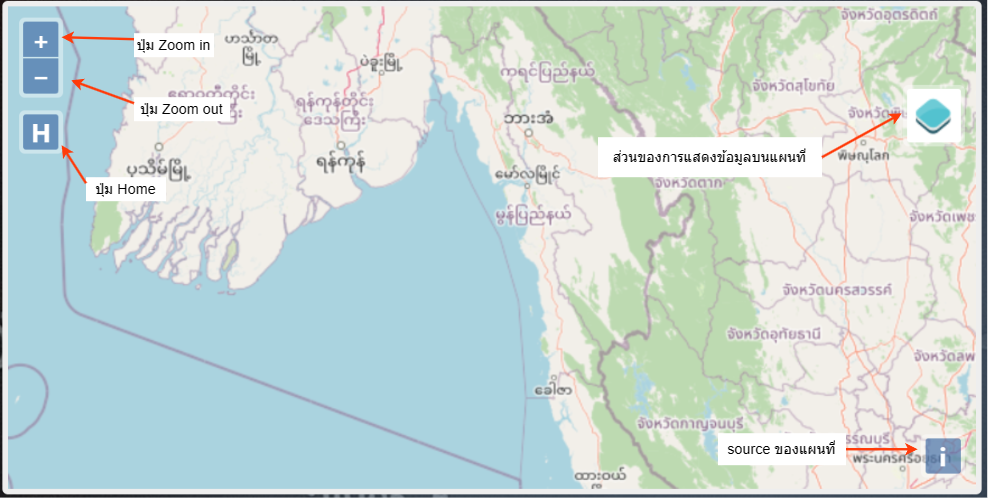 จังหวัดอุตรดิตถ์
+
ปุ่ม Zoom in
ဟင်္သာတ
မြို့
ပဲခူးမြို့
ကရင်ပြည်နယ်
จังหวัดสุโขทัย
−
ဧရာဝတီတိုင်း
ရန်ကုန်တိုင်း
ဒေသကြီး
ปุ่ม Zoom out
ဘားအံ
H
ရန်ကုန်
ส่วนของการแสดงข้อมูลบนแผนที่
พิษณุโลก
ပုသိမ်မြို့
မော်လမြိုင်
จังหวัดตาก
ปุ่ม Home
မွန်ပြည်နယ်
จังหวัดเพช
จังหวัดนครสวรรค์
จังหวัดอุทัยธานี
จังหวัดลพ
ခေါဇာ
จังหวัดกาญจนบุรี
source ของแผนที่
รรณบุรี
i
พระนครศรีอยุธยา
ထားဝယ်